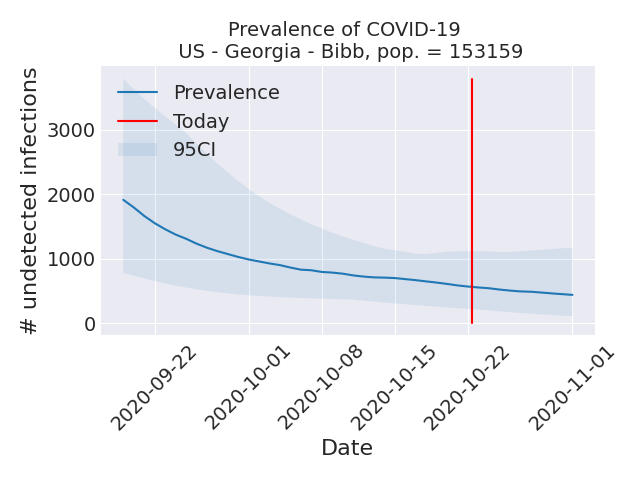 Prevalence of COVID-19
US - Georgia - Bibb, pop. = 153159
# undetected infections
3000
2000
1000
0
Prevalence
Today
95CI
2020-09-22
2020-10-01
2020-10-08
2020-10-15
2020-10-22
2020-11-01
Date